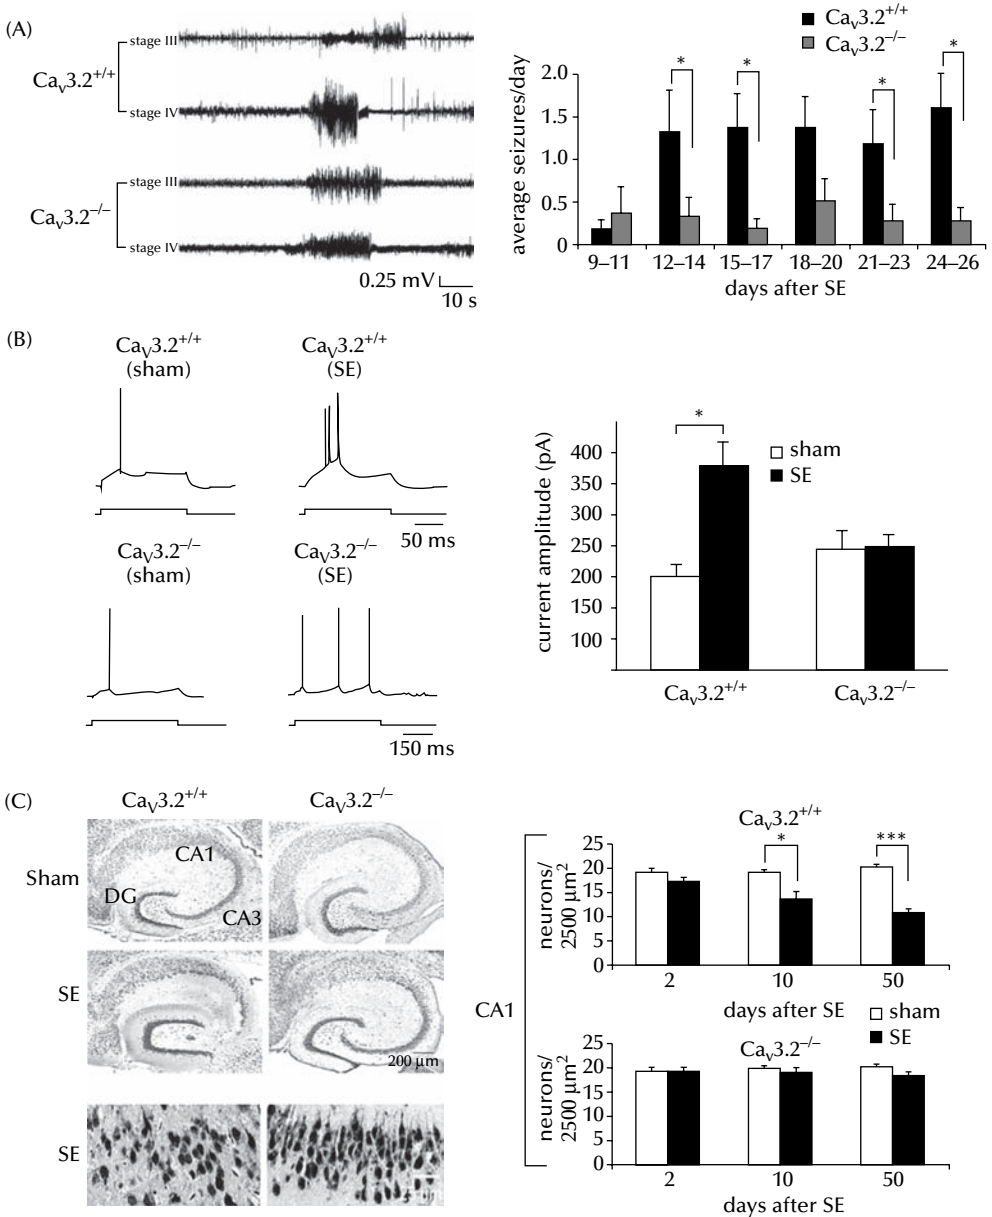 (A)
stage III
Caᵥ3.2⁺/⁺
stage IV
stage III
Caᵥ3.2⁻/⁻
stage IV
0.25 mV
10 s
Caᵥ3.2⁺/⁺
Caᵥ3.2⁻/⁻
average seizures/day
2.0
1.5
1.0
0.5
0
*
*
*
*
9–11 12–14 15–17 18–20 21–23 24–26
days after SE
(B)
CaV3.2⁺/⁺
(sham)
CaV3.2⁺/⁺
(SE)
50 ms
CaV3.2⁻/⁻
(sham)
CaV3.2⁻/⁻
(SE)
150 ms
current amplitude (pA)
400
350
300
250
200
150
100
*
sham
SE
Caᵥ3.2⁺/⁺ Caᵥ3.2⁻/⁻
(C)
CaV3.2⁺/⁺ CaV3.2⁻/⁻
Sham
CA1
DG
CA3
SE
200 µm
SE
CA1
Caᵥ3.2⁺/⁺
neurons/
2500 µm²
25
20
15
10
5
0
*
***
2 10 50
days after SE
sham
SE
Caᵥ3.2⁻/⁻
neurons/
2500 µm²
25
20
15
10
5
0
2 10 50
days after SE